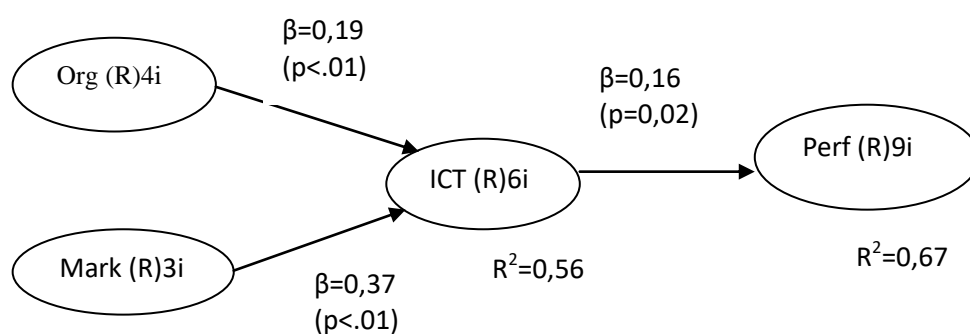 β=0,19
(p<.01)
Org (R)4i
β=0,16
(p=0,02)
Perf (R)9i
ICT (R)6i
Mark (R)3i
R²=0,56
R²=0,67
β=0,37
(p<.01)